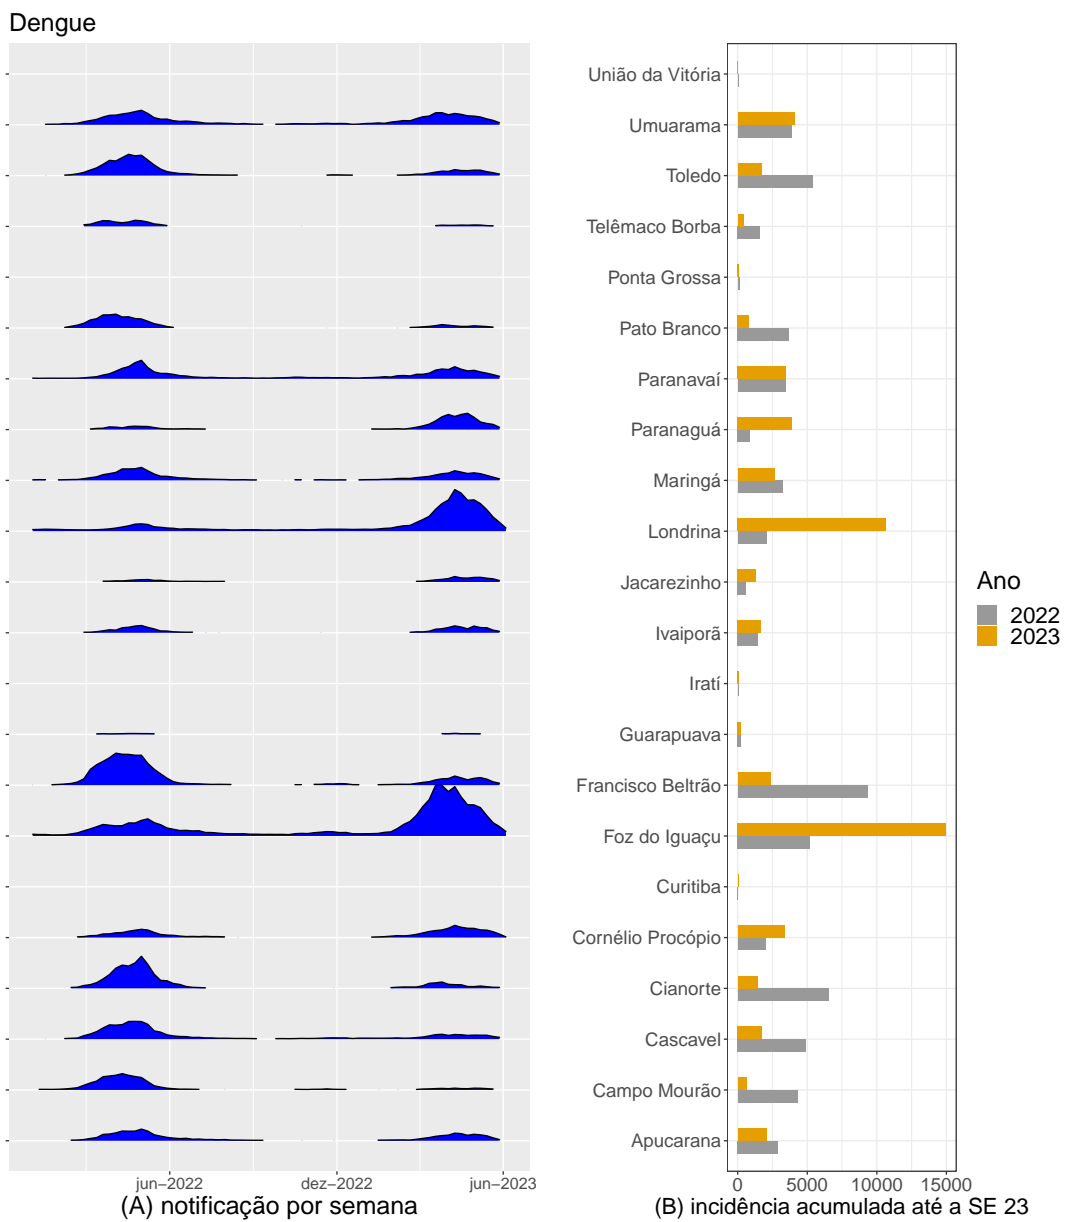 Dengue
União da Vitória
Umuarama
Toledo
Telêmaco Borba
Ponta Grossa
Pato Branco
Paranavaí
Paranaguá
Maringá
Londrina
Jacarezinho
Ivaiporã
Iratí
Guarapuava
Francisco Beltrão
Foz do Iguaçu
Curitiba
Cornélio Procópio
Cianorte
Cascavel
Campo Mourão
Apucarana
Ano
2022
2023
jun−2022 dez−2022 jun−2023
(A) notificação por semana
0 5000 10000 15000
(B) incidência acumulada até a SE 23